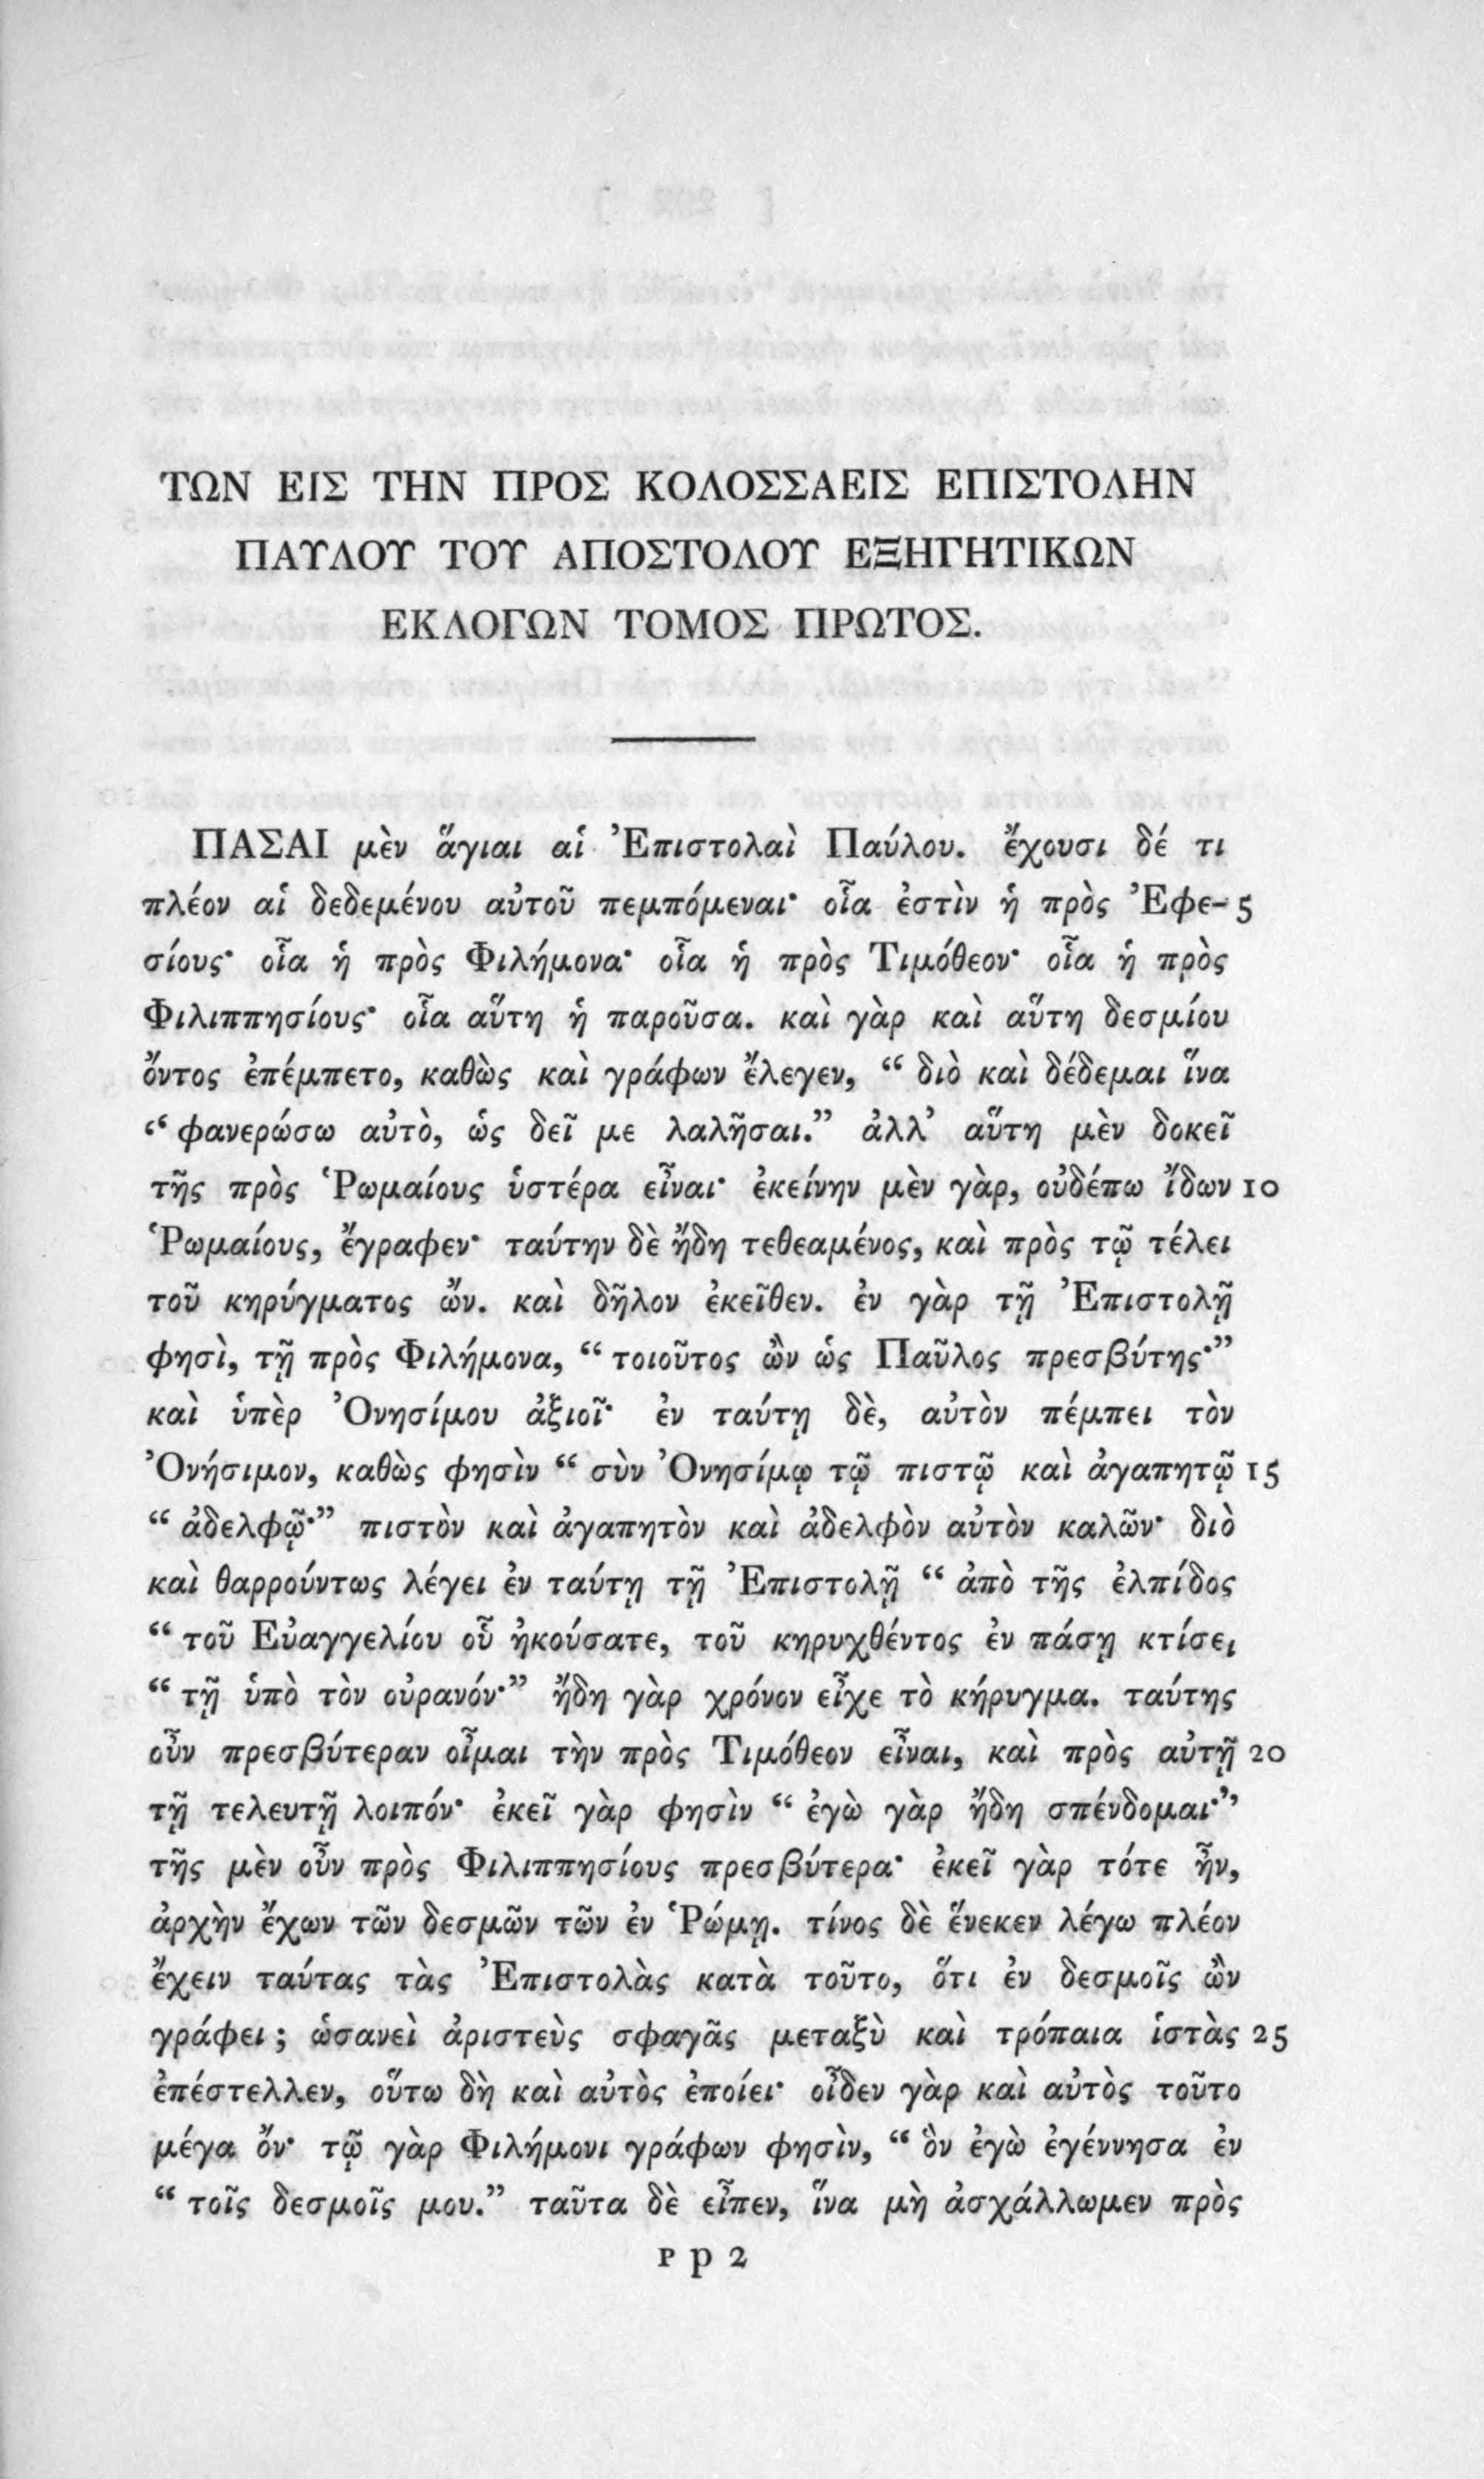 ΤΩΝ ΕΙΣ ΤΗΝ ΠΡΟΣ ΚΟΛΟΣΣΑΕΙΣ ΕΠΙΣΤΟΛΗΝ
ΠΑΥΛΟΥ ΤΟΥ ΑΠΟΣΤΟΛΟΥ ΕΞΗΓΗΤΙΚΩΝ
ΕΚΛΟΓΩΝ ΤΟΜΟΣ ΠΡΩΤΟΣ.
ΠΑΣΑΙ μὲν ἅγιαι αἱ Ἐπιστολαὶ Παύλου. ἔχουσι δέ τι
πλέον αἱ δεδεμένου αὐτοῦ πεμπόμεναι· οἷα ἐστὶν ἡ πρὸς Ἐφε- 5
σίους· οἷα ἡ πρὸς Φιλήμονα· οἷα ἡ πρὸς Τιμόθεον· οἷα ἡ πρὸς
Φιλιππησίους· οἷα αὕτη ἡ παροῦσα. καὶ γὰρ καὶ αὕτη δεσμίου
ὄντος ἐπέμπετο, καθὼς καὶ γράφων ἔλεγεν, “ διὸ καὶ δέδεμαι ἵνα
“ φανερώσω αὐτὸ, ὡς δεῖ με λαλῆσαι.” ἀλλ’ αὕτη μὲν δοκεῖ
τῆς πρὸς Ῥωμαίους ὑστέρα εἶναι· ἐκείνην μὲν γὰρ, οὐδέπω ἴδων 10
Ῥωμαίους, ἔγραφεν· ταύτην δὲ ἤδη τεθεαμένος, καὶ πρὸς τῷ τέλει
τοῦ κηρύγματος ὤν. καὶ δῆλον ἐκεῖθεν. ἐν γὰρ τῇ Ἐπιστολῇ
φησὶ, τῇ πρὸς Φιλήμονα, “ τοιοῦτος ὢν ὡς Παῦλος πρεσβύτης·”
καὶ ὑπὲρ Ὀνησίμου ἀξιοῖ· ἐν ταύτῃ δὲ, αὐτὸν πέμπει τὸν
Ὀνήσιμον, καθὼς φησὶν “ σὺν Ὀνησίμῳ τῷ πιστῷ καὶ ἀγαπητῷ 15
“ ἀδελφῷ·” πιστὸν καὶ ἀγαπητὸν καὶ ἀδελφὸν αὐτὸν καλῶν· διὸ
καὶ θαρρούντως λέγει ἐν ταύτῃ τῇ Ἐπιστολῇ “ ἀπὸ τῆς ἐλπίδος
“ τοῦ Εὐαγγελίου οὗ ἠκούσατε, τοῦ κηρυχθέντος ἐν πάσῃ κτίσει
“ τῇ ὑπὸ τὸν οὐρανόν·” ἤδη γὰρ χρόνον εἶχε τὸ κήρυγμα. ταύτης
οὖν πρεσβύτεραν οἶμαι τὴν πρὸς Τιμόθεον εἶναι, καὶ πρὸς αὐτῇ 20
τῇ τελευτῇ λοιπόν· ἐκεῖ γὰρ φησὶν “ ἐγὼ γὰρ ἤδη σπένδομαι·”
τῆς μὲν οὖν πρὸς Φιλιππησίους πρεσβύτερα· ἐκεῖ γὰρ τότε ἦν,
ἀρχὴν ἔχων τῶν δεσμῶν τῶν ἐν Ῥώμῃ. τίνος δὲ ἕνεκεν λέγω πλέον
ἔχειν ταύτας τὰς Ἐπιστολὰς κατὰ τοῦτο, ὅτι ἐν δεσμοῖς ὢν
γράφει ; ὡσανεὶ ἀριστεὺς σφαγᾶς μεταξὺ καὶ τρόπαια ἱστὰς 25
ἐπέστελλεν, οὕτω δὴ καὶ αὐτὸς ἐποίει· οἶδεν γὰρ καὶ αὐτὸς τοῦτο
μέγα ὄν· τῷ γὰρ Φιλήμονι γράφων φησὶν, “ ὃν ἐγὼ ἐγέννησα ἐν
“ τοῖς δεσμοῖς μου.” ταῦτα δὲ εἶπεν, ἵνα μὴ ἀσχάλλωμεν πρὸς
P p 2